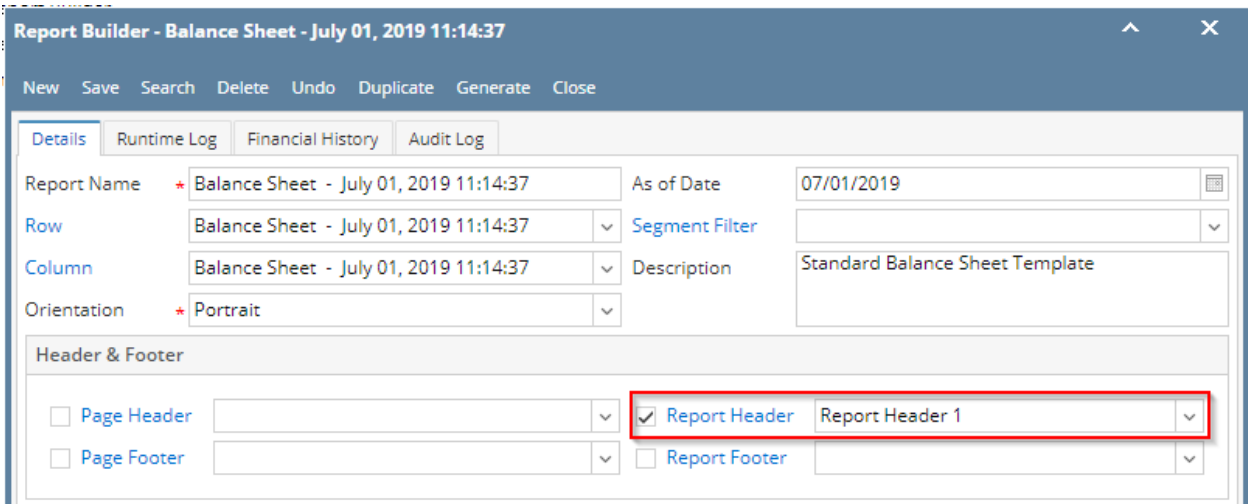 Report Builder - Balance Sheet - July 01, 2019 11:14:37
New Save Search Delete Undo Duplicate Generate Close
Details Runtime Log Financial History Audit Log
Report Name * Balance Sheet - July 01, 2019 11:14:37 As of Date 07/01/2019
Row Balance Sheet - July 01, 2019 11:14:37 Segment Filter
Column Balance Sheet - July 01, 2019 11:14:37 Description Standard Balance Sheet Template
Orientation * Portrait
Header & Footer
Page Header Report Header Report Header 1
Page Footer Report Footer